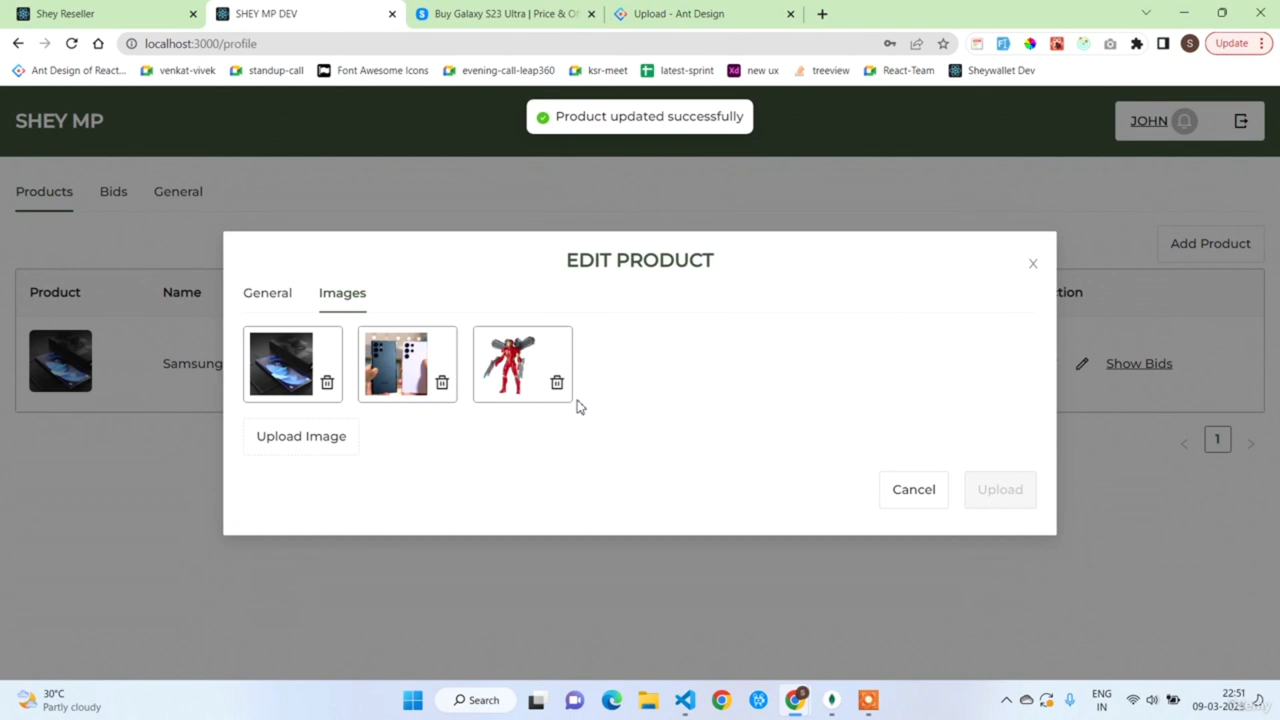 Shey Reseller
SHEY MP DEV
Buy Galaxy S23 Ultra | Price & Of
Upload - Ant Design
localhost:3000/profile
S
Update
Ant Design of React...
venkat-vivek
standup-call
Font Awesome Icons
evening-call-leap360
ksr-meet
latest-sprint
Xd new ux
treeview
React-Team
Sheywallet Dev
SHEY MP
Product updated successfully
JOHN
Products
Bids
General
Add Product
EDIT PRODUCT
X
General
Images
Product
Name
tion
Samsung
Show Bids
Upload Image
1
Cancel
Upload
30°C
Partly cloudy
Search
ENG
IN
22:51
09-03-2023